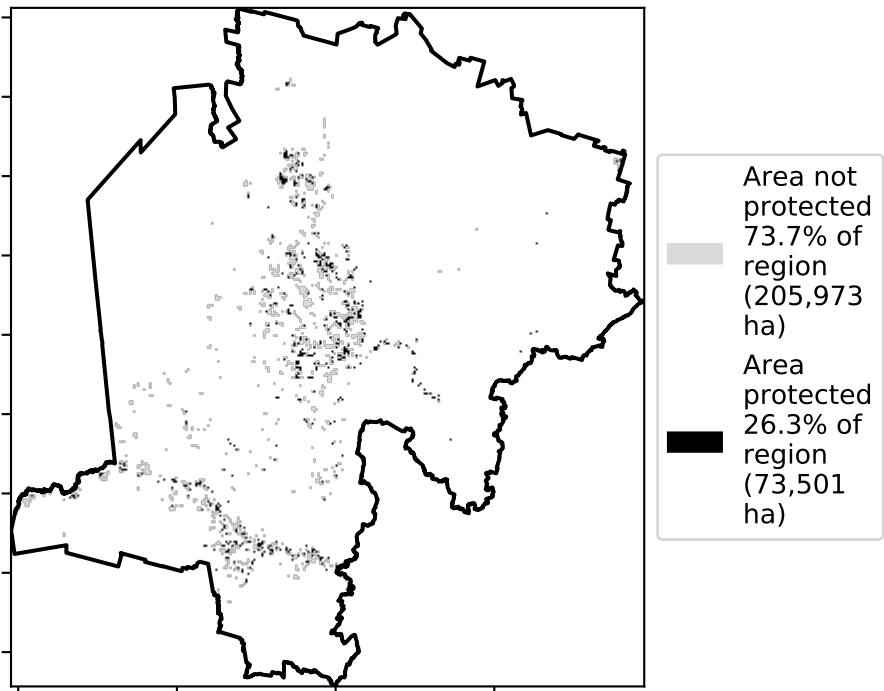 Area not
protected
73.7% of
region
(205,973
ha)
Area
protected
26.3% of
region
(73,501
ha)